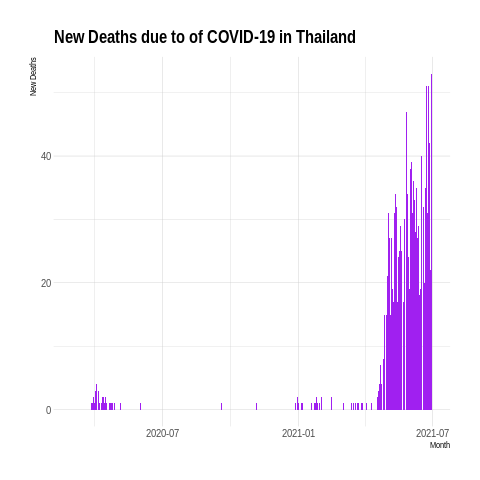 New Deaths due to of COVID-19 in Thailand
New Deaths
40
20
0
2020-07
2021-01
2021-07
Month